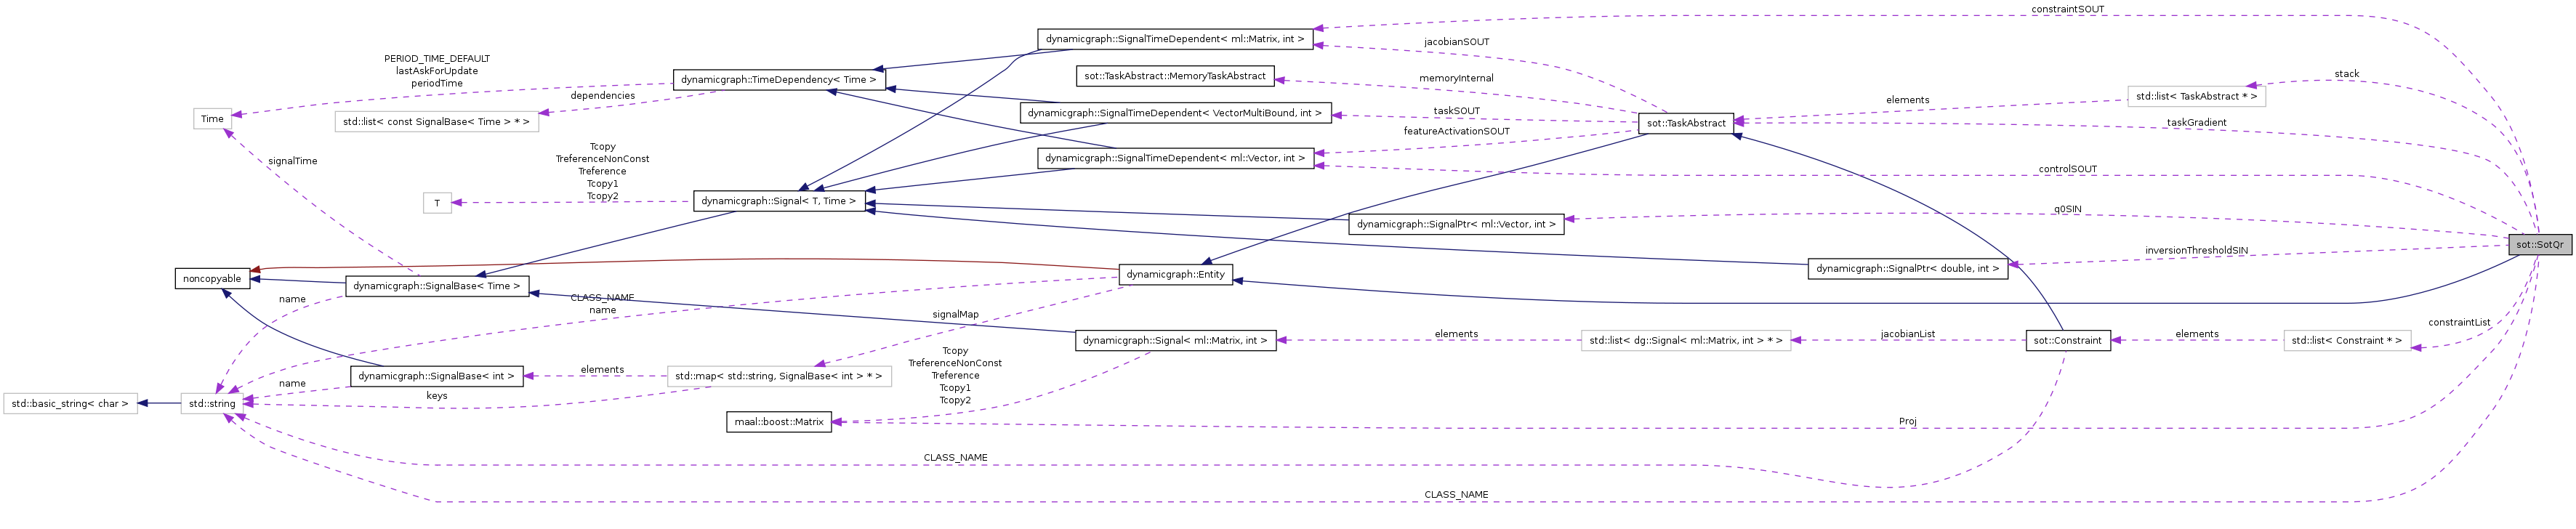 constraintSOUT
dynamicgraph::SignalTimeDependent< ml::Matrix, int >
jacobianSOUT
PERIOD_TIME_DEFAULT
lastAskForUpdate
periodTime
dynamicgraph::TimeDependency< Time >
sot::TaskAbstract::MemoryTaskAbstract
memoryInternal
stack
dependencies
std::list< TaskAbstract * >
elements
Time
std::list< const SignalBase< Time > * >
dynamicgraph::SignalTimeDependent< VectorMultiBound, int >
taskSOUT
sot::TaskAbstract
taskGradient
featureActivationSOUT
signalTime
Tcopy
TreferenceNonConst
Treference
Tcopy1
Tcopy2
dynamicgraph::SignalTimeDependent< ml::Vector, int >
controlSOUT
T
dynamicgraph::Signal< T, Time >
q0SIN
dynamicgraph::SignalPtr< ml::Vector, int >
sot::SotQr
inversionThresholdSIN
noncopyable
dynamicgraph::Entity
dynamicgraph::SignalPtr< double, int >
dynamicgraph::SignalBase< Time >
name
CLASS_NAME
name
signalMap
constraintList
dynamicgraph::Signal< ml::Matrix, int >
elements
std::list< dg::Signal< ml::Matrix, int > * >
jacobianList
sot::Constraint
elements
std::list< Constraint * >
Tcopy
TreferenceNonConst
Treference
Tcopy1
Tcopy2
dynamicgraph::SignalBase< int >
elements
std::map< std::string, SignalBase< int > * >
name
keys
std::basic_string< char >
std::string
maal::boost::Matrix
Proj
CLASS_NAME
CLASS_NAME